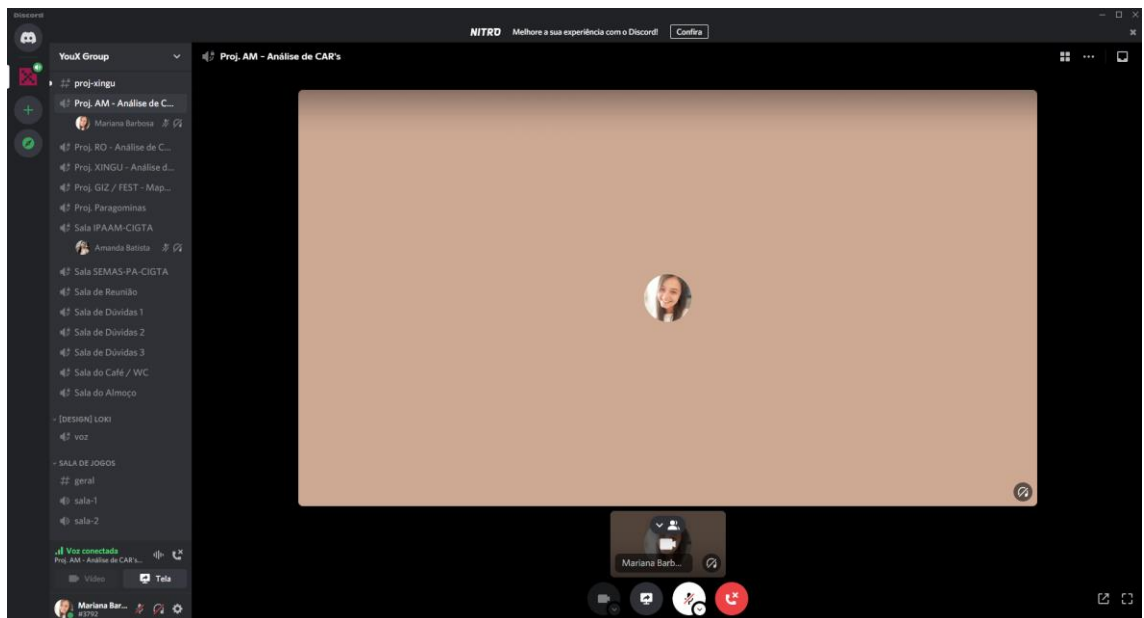 Discord
NITRO Melhore a sua experiência com o Discord! Confira
YouX Group
Proj. AM - Análise de CAR's
proj-xingu
Proj. AM - Análise de C...
Mariana Barbosa
Proj. RO - Análise de C...
Proj. XINGU - Análise d...
Proj. GIZ / FEST - Map...
Proj. Paragominas
Sala IPAAM-CIGTA
Amanda Batista
Sala SEMAS-PA-CIGTA
Sala de Reunião
Sala de Dúvidas 1
Sala de Dúvidas 2
Sala de Dúvidas 3
Sala do Café / WC
Sala do Almoço
[DESIGN] LOKI
voz
SALA DE JOGOS
geral
sala-1
sala-2
Voz conectada
Proj. AM - Análise de CAR's...
Vídeo Tela
Mariana Bar...
#3792
Mariana Barb...